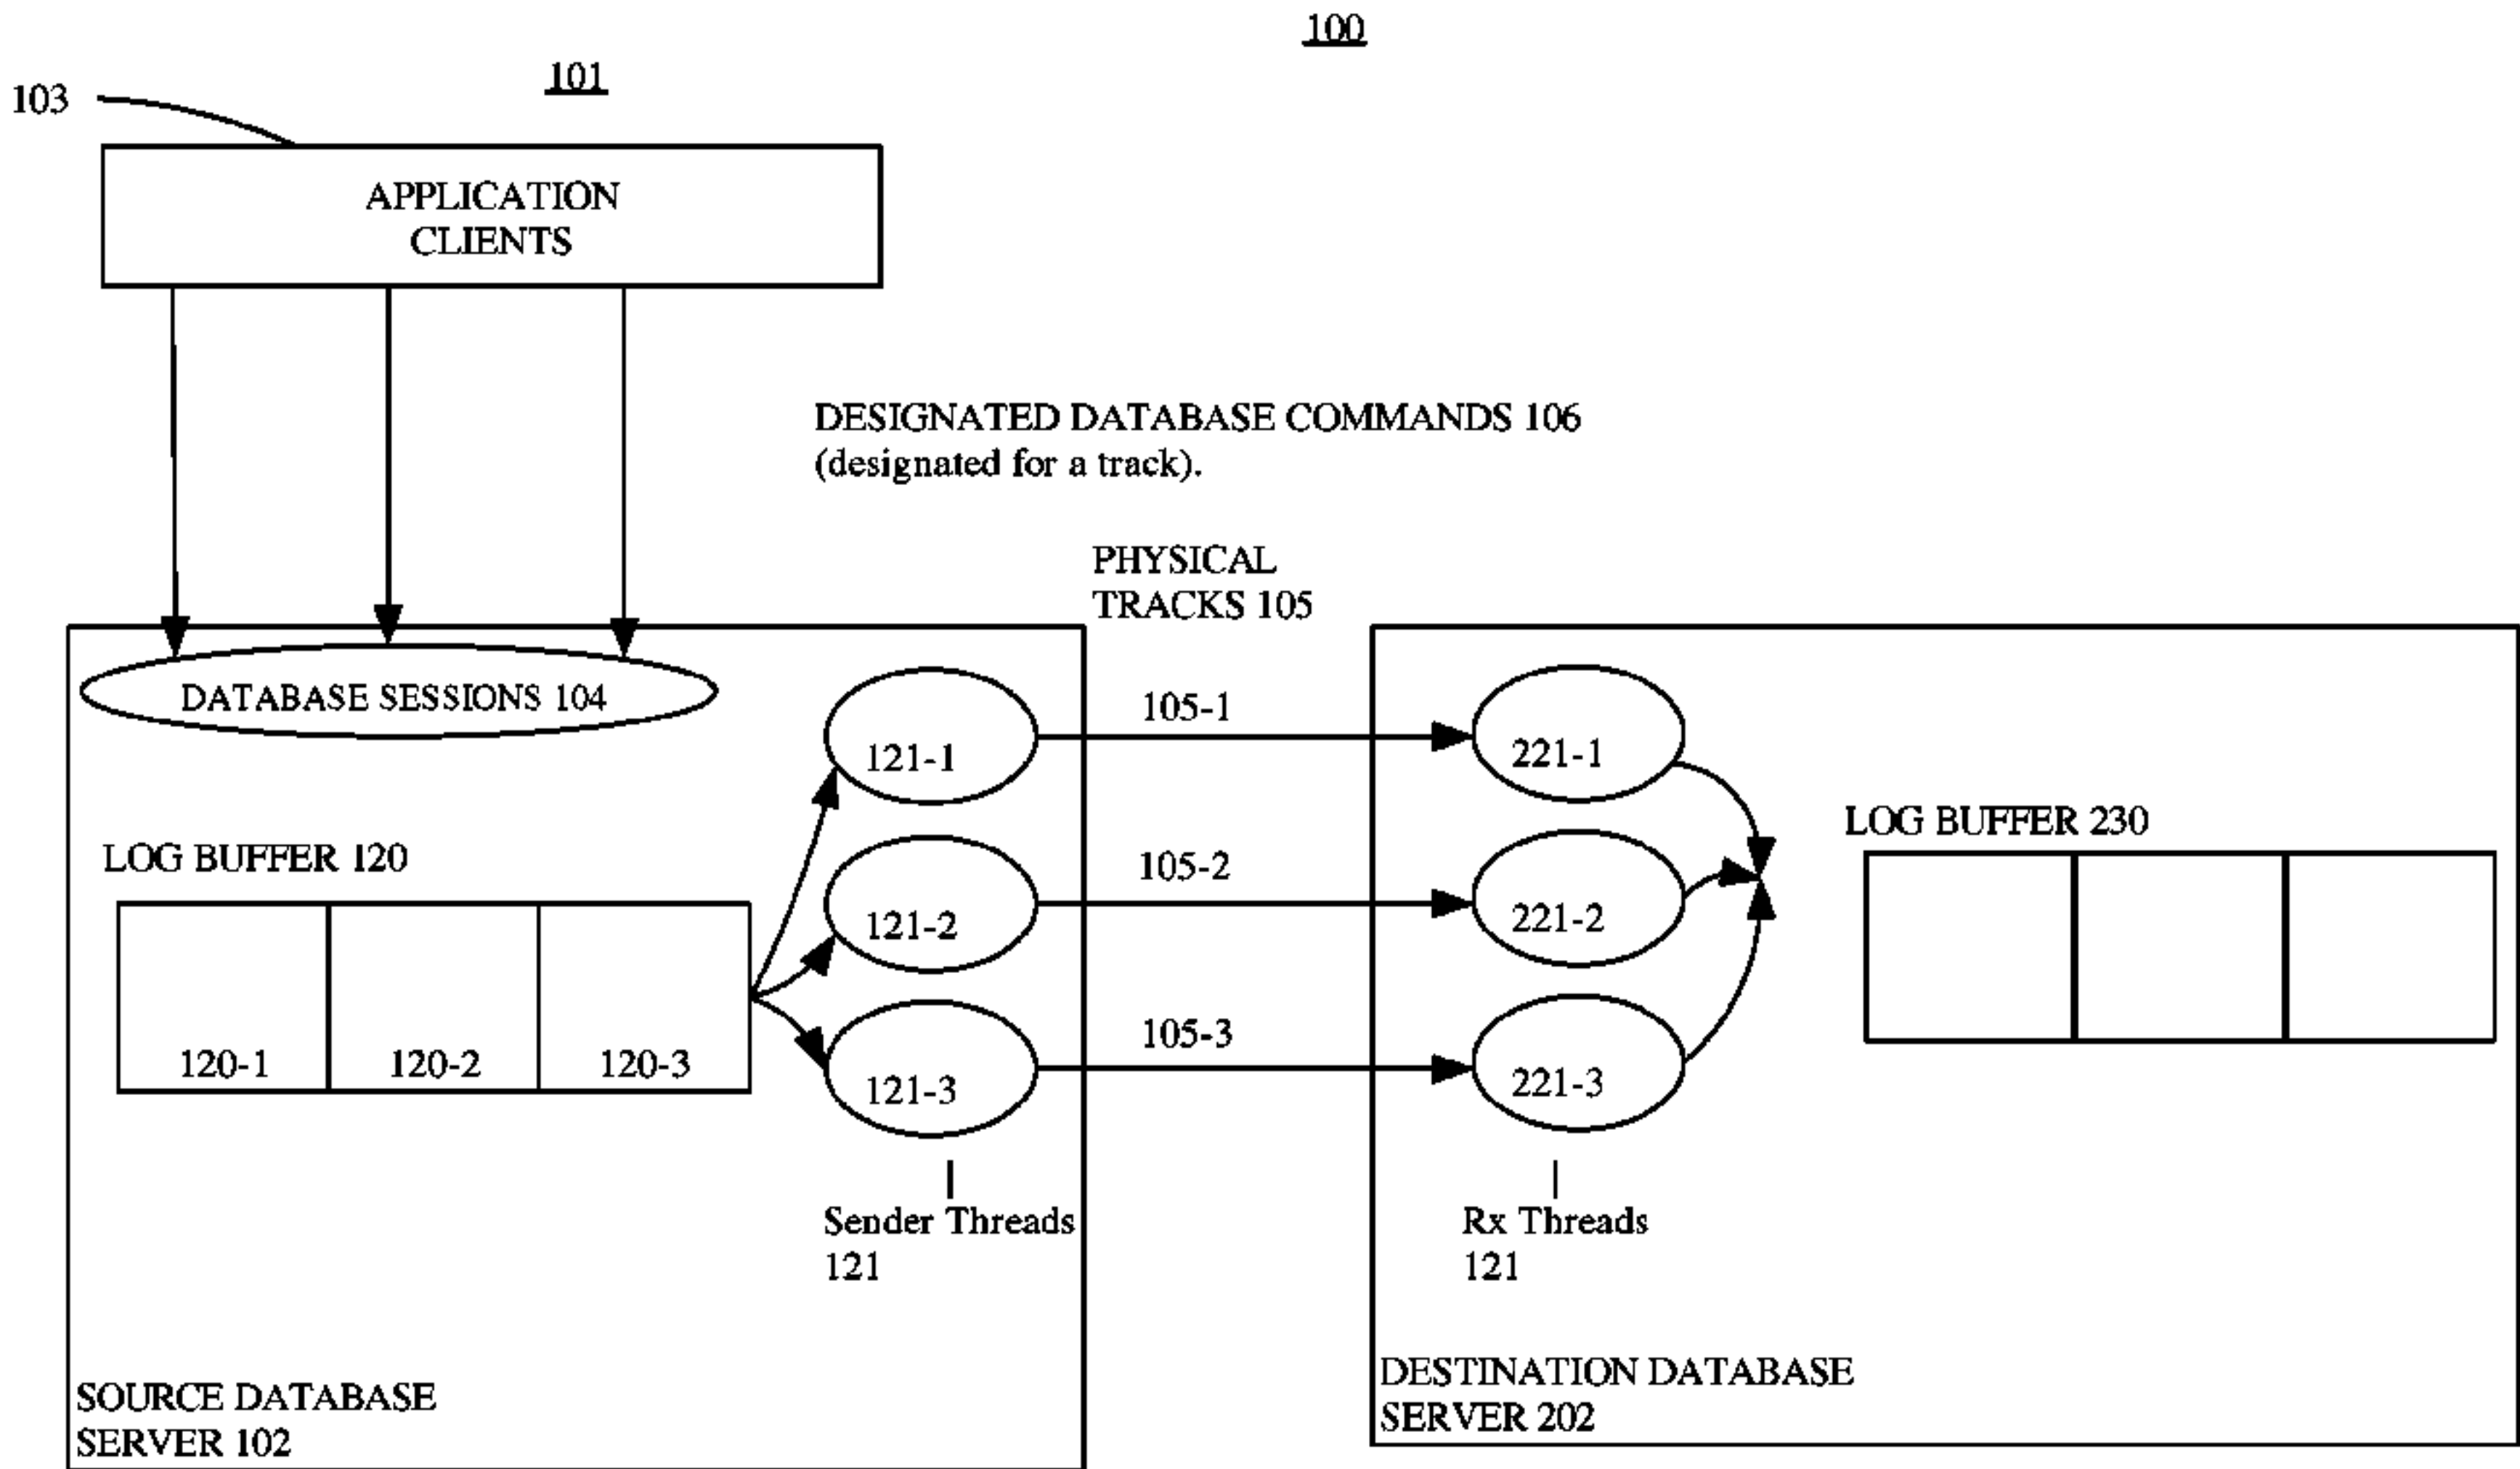 100
101
103
APPLICATION
CLIENTS
DESIGNATED DATABASE COMMANDS 106
(designated for a track).
PHYSICAL
TRACKS 105
DATABASE SESSIONS 104
LOG BUFFER 120
120-1
120-2
120-3
121-1
121-2
121-3
Sender Threads
121
SOURCE DATABASE
SERVER 102
105-1
105-2
105-3
221-1
221-2
221-3
Rx Threads
121
LOG BUFFER 230
DESTINATION DATABASE
SERVER 202